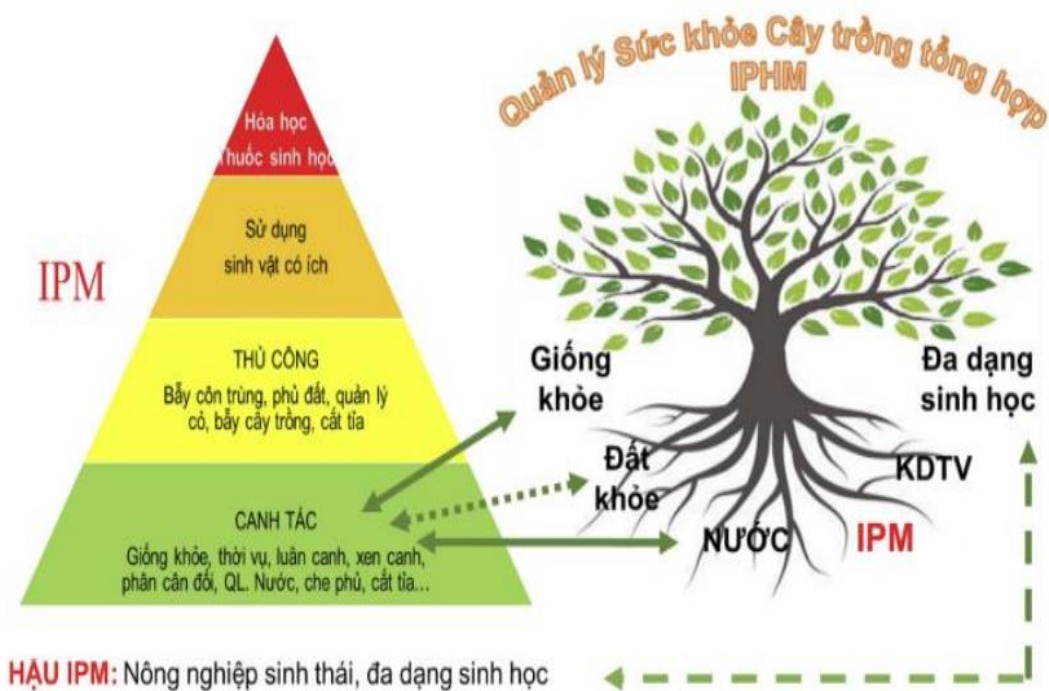 Quản lý Sức khỏe Cây trồng tổng hợp
IPHM
Hóa học
Thuốc sinh học
Sử dụng
sinh vật có ích
IPM
THỦ CÔNG
Bẫy côn trùng, phủ đất, quản lý
cỏ, bẫy cây trồng, cắt tỉa
CANH TÁC
Giống khỏe, thời vụ, luân canh, xen canh,
phân cân đối, QL. Nước, che phủ, cắt tỉa...
Giống
khỏe
Đa dạng
sinh học
Đất
khỏe
KDTV
NƯỚC
IPM
HẬU IPM: Nông nghiệp sinh thái, đa dạng sinh học